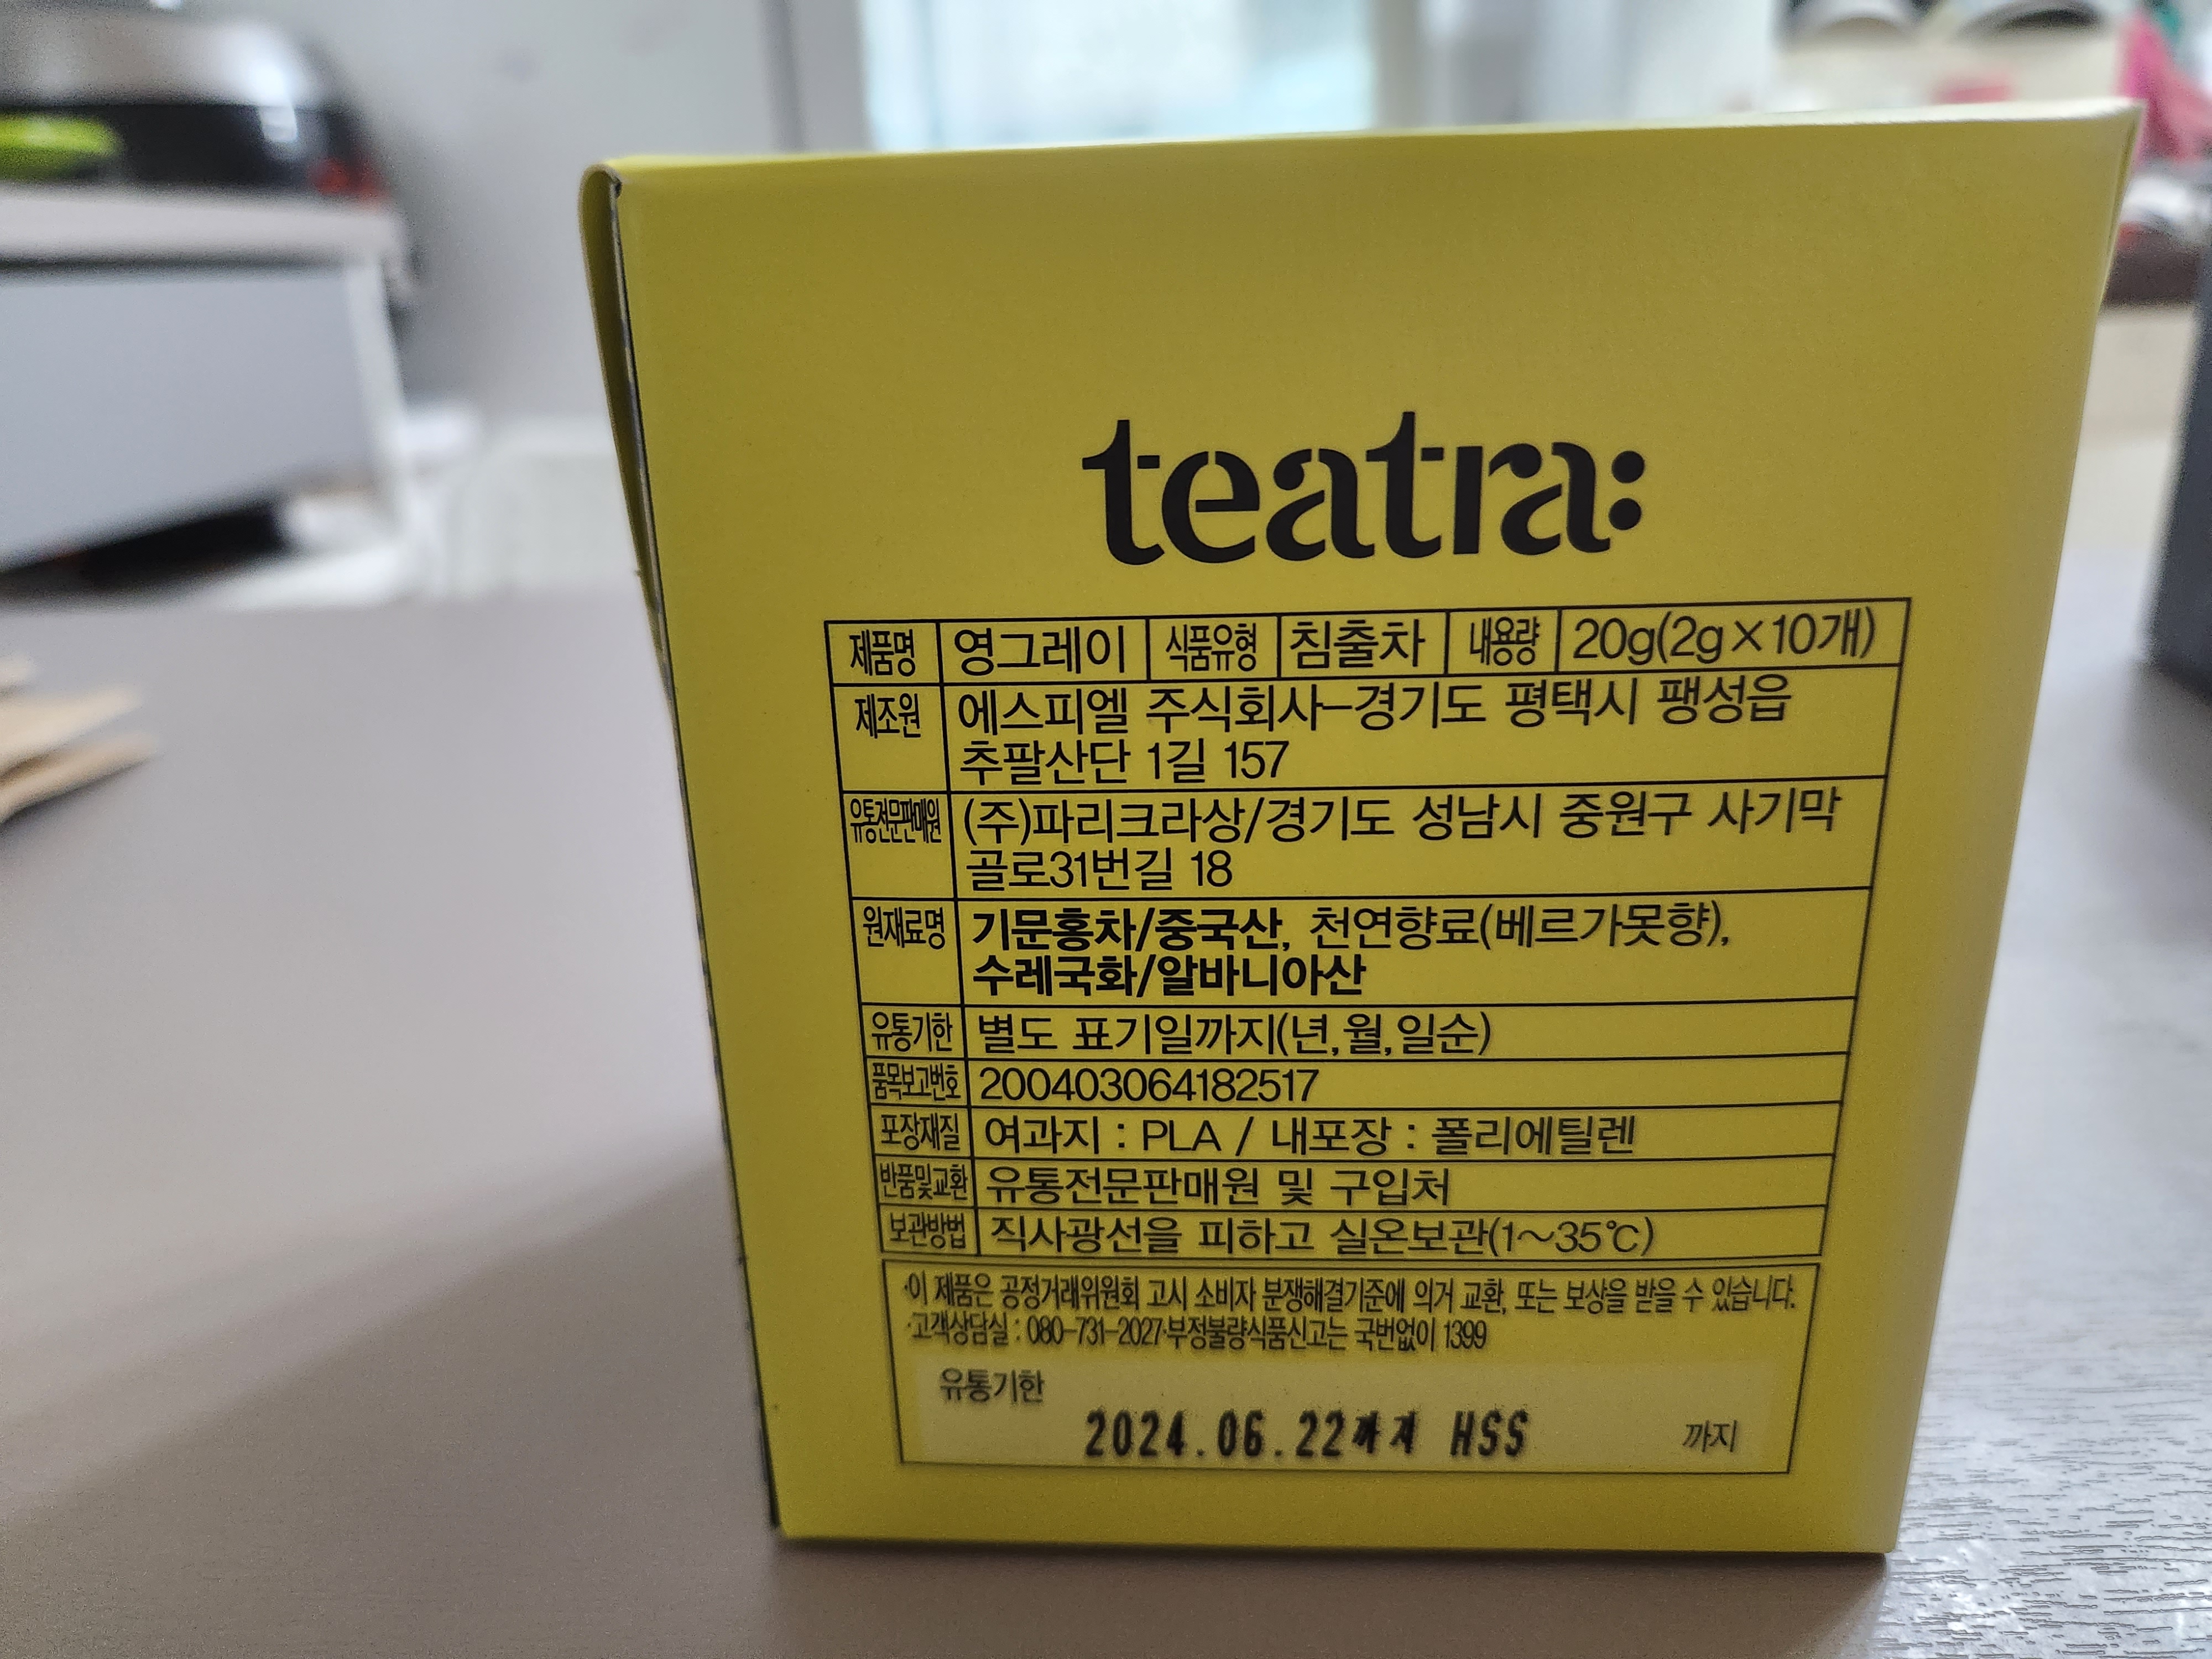 teatra:
제품명 영그레이 식품유형 침출차 내용량 20g(2g×10개)
제조원 에스피엘 주식회사-경기도 평택시 팽성읍
추팔산단 1길 157
유통전문판매원 (주)파리크라상/경기도 성남시 중원구 사기막
골로31번길 18
원재료명 기문홍차/중국산, 천연향료(베르가못향),
수레국화/알바니아산
유통기한 별도 표기일까지(년,월,일순)
품목보고번호 200403064182517
포장재질 여과지 : PLA / 내포장 : 폴리에틸렌
반품및교환 유통전문판매원 및 구입처
보관방법 직사광선을 피하고 실온보관(1~35℃)
·이 제품은 공정거래위원회 고시 소비자 분쟁해결기준에 의거 교환, 또는 보상을 받을 수 있습니다.
·고객상담실 : 080-731-2027·부정불량식품신고는 국번없이 1399
유통기한
2024.06.22까지 HSS 까지